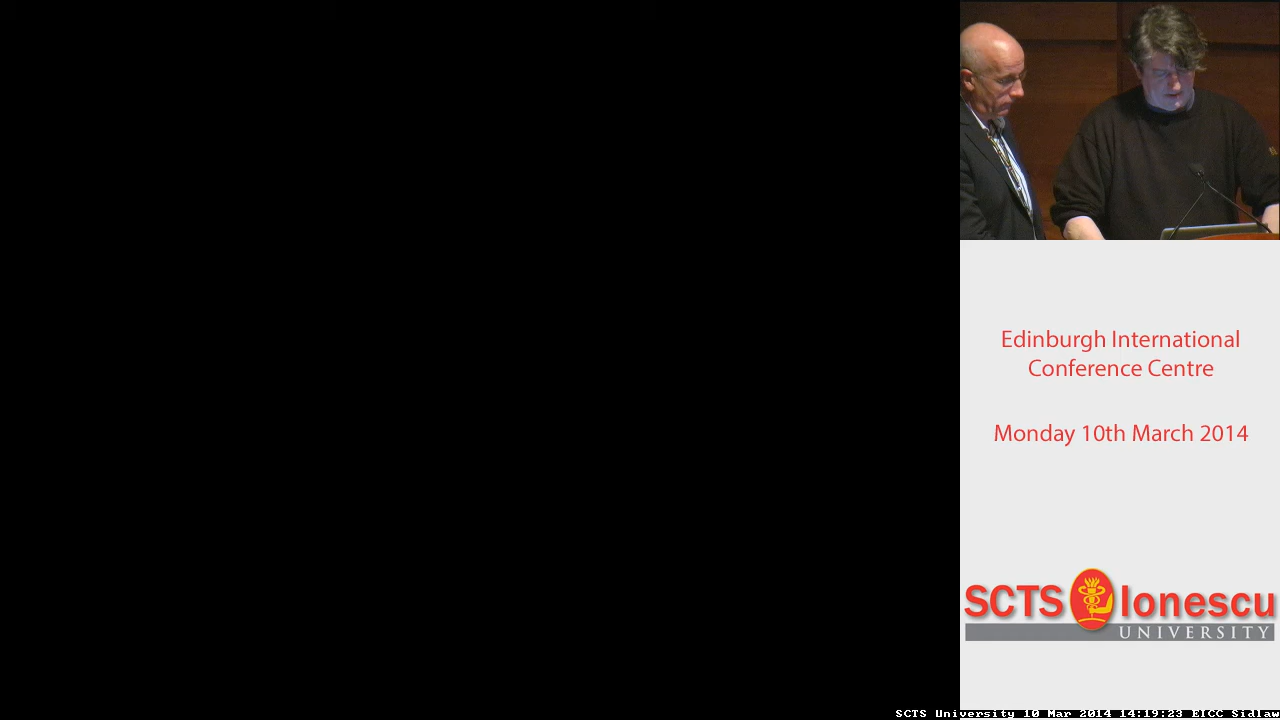 Edinburgh International
Conference Centre
Monday 10th March 2014
SCTS Ionescu
UNIVERSITY
SCTS University 10 Mar 2014 14:19:23 EICC Sidlaw